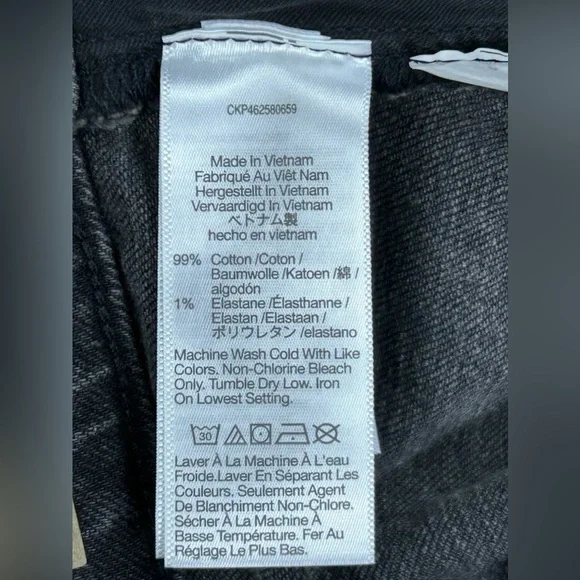 CKP462580659
Made In Vietnam
Fabriqué Au Viêt Nam
Hergestellt In Vietnam
Vervaardigd In Vietnam
ベトナム製
hecho en vietnam
99% Cotton /Coton/
Baumwolle /Katoen /綿/
algodón
1% Elastane /Élasthanne/
Elastan /Elastaan/
ポリウレタン /elastano
Machine Wash Cold With Like
Colors. Non-Chlorine Bleach
Only. Tumble Dry Low. Iron
On Lowest Setting.
30
Laver À La Machine À L'eau
Froide.Laver En Séparant Les
Couleurs. Seulement Agent
De Blanchiment Non-Chlore.
Sécher À La Machine À
Basse Température. Fer Au
Réglage Le Plus Bas.